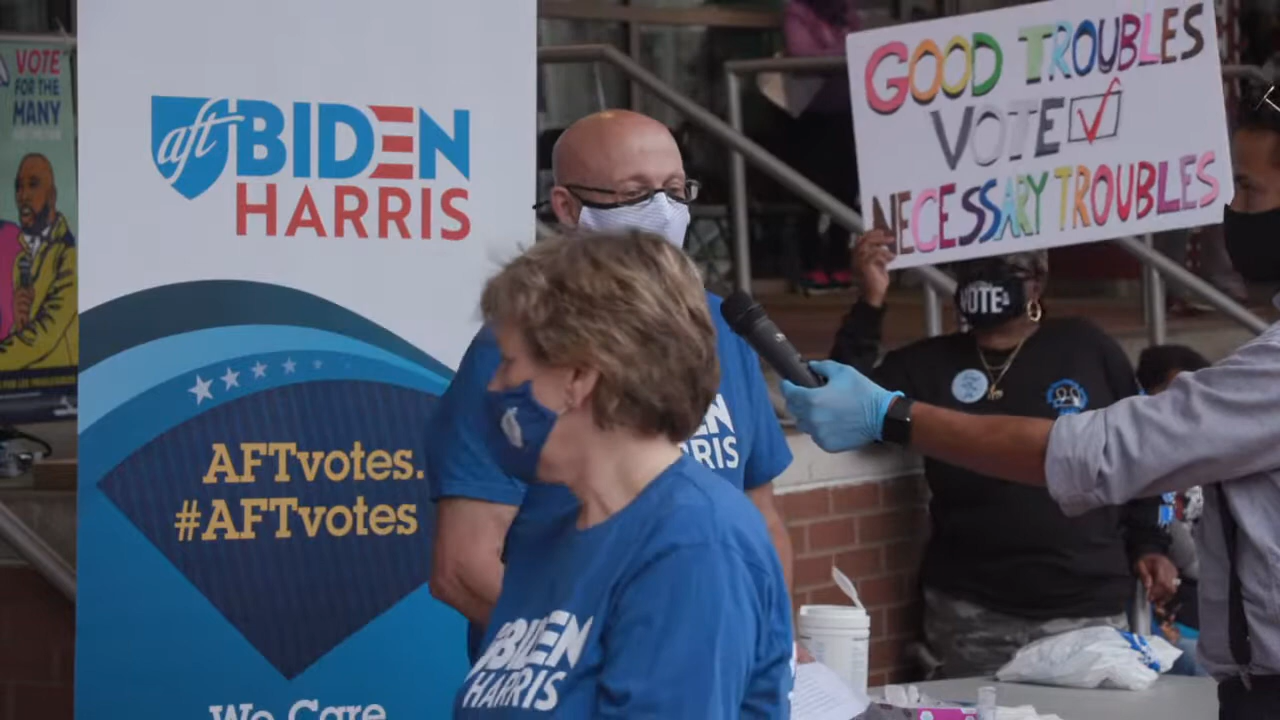 VOTE
FOR THE
MANY
aft BIDEN
HARRIS
AFTvotes.
#AFTvotes
We Care
GOOD TROUBLES
VOTE
NECESSARY TROUBLES
VOTE
BIDEN
HARRIS
EN
RIS